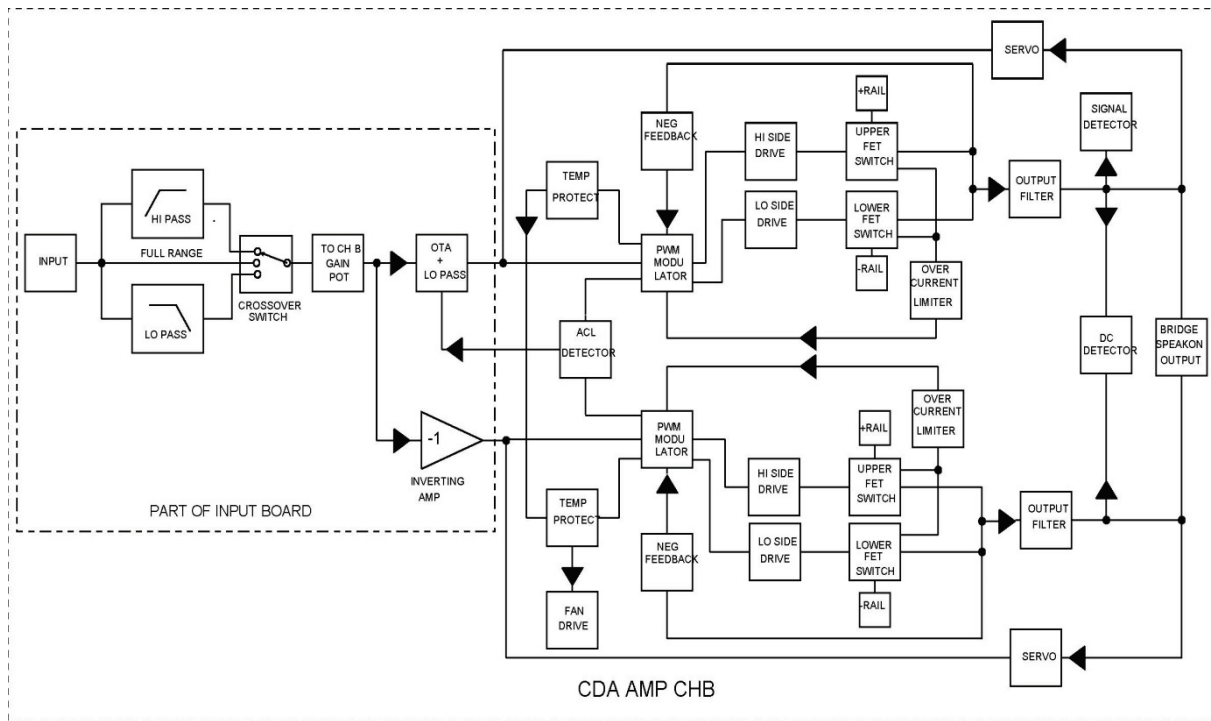 SERVO
+RAIL
SIGNAL
DETECTOR
NEG
FEEDBACK
HI SIDE
DRIVE
UPPER
FET
SWITCH
TEMP
PROTECT
OUTPUT
FILTER
HI PASS
LO SIDE
DRIVE
LOWER
FET
SWITCH
INPUT
FULL RANGE
TO CH B
GAIN
POT
OTA
+
LO PASS
PWM
MODU
LATOR
-RAIL
CROSSOVER
SWITCH
OVER
CURRENT
LIMITER
LO PASS
ACL
DETECTOR
DC
DETECTOR
BRIDGE
SPEAKON
OUTPUT
OVER
CURRENT
LIMITER
-1
INVERTING
AMP
PWM
MODU
LATOR
+RAIL
HI SIDE
DRIVE
UPPER
FET
SWITCH
PART OF INPUT BOARD
TEMP
PROTECT
OUTPUT
FILTER
NEG
FEEDBACK
LO SIDE
DRIVE
LOWER
FET
SWITCH
FAN
DRIVE
-RAIL
SERVO
CDA AMP CHB